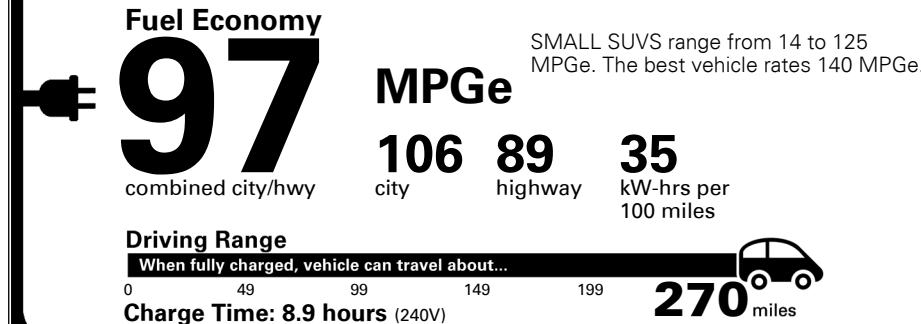 Fuel Economy
97
MPGe
SMALL SUVS range from 14 to 125
MPGe. The best vehicle rates 140 MPGe.
combined city/hwy
106
city
89
highway
35
kW-hrs per
100 miles
Driving Range
When fully charged, vehicle can travel about...
0 49 99 149 199
270 miles
Charge Time: 8.9 hours (240V)